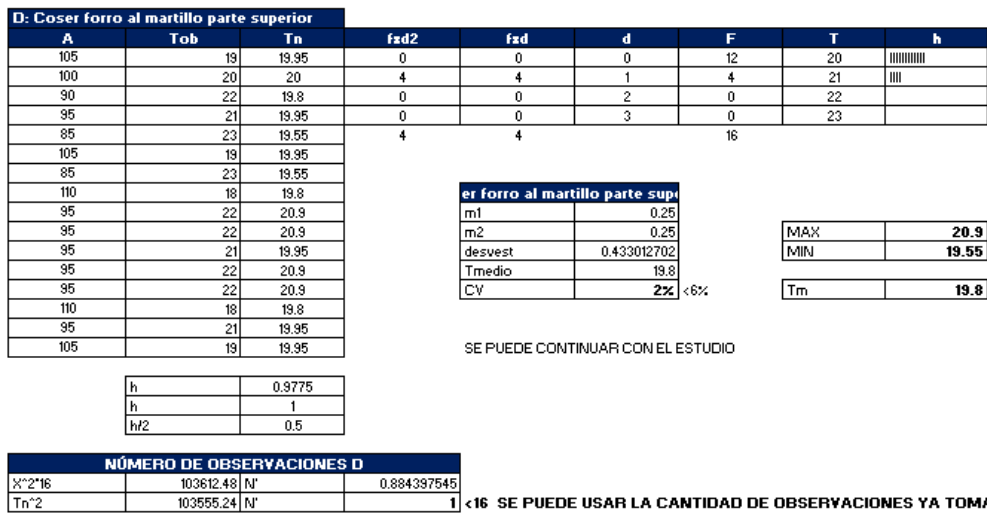 D: Coser forro al martillo parte superior
A Tob Tn fxd2 fxd d F T h
105 19 19.95 0 0 0 12 20 ||||||||||||
100 20 20 4 4 1 4 21 ||||
90 22 19.8 0 0 2 0 22
95 21 19.95 0 0 3 0 23
85 23 19.55 4 4 16
105 19 19.95
85 23 19.55
110 18 19.8
er forro al martillo parte supe
95 22 20.9 m1 0.25
95 22 20.9 m2 0.25 MAX 20.9
95 21 19.95 desvest 0.433012702 MIN 19.55
95 22 20.9 Tmedio 19.8
95 22 20.9 CV 2% <6% Tm 19.8
110 18 19.8
95 21 19.95
105 19 19.95 SE PUEDE CONTINUAR CON EL ESTUDIO
h 0.9775
h 1
h/2 0.5
NÚMERO DE OBSERVACIONES D
X^2*16 103612.48 N' 0.884397545
Tn^2 103555.24 N' 1 <16 SE PUEDE USAR LA CANTIDAD DE OBSERVACIONES YA TOMA